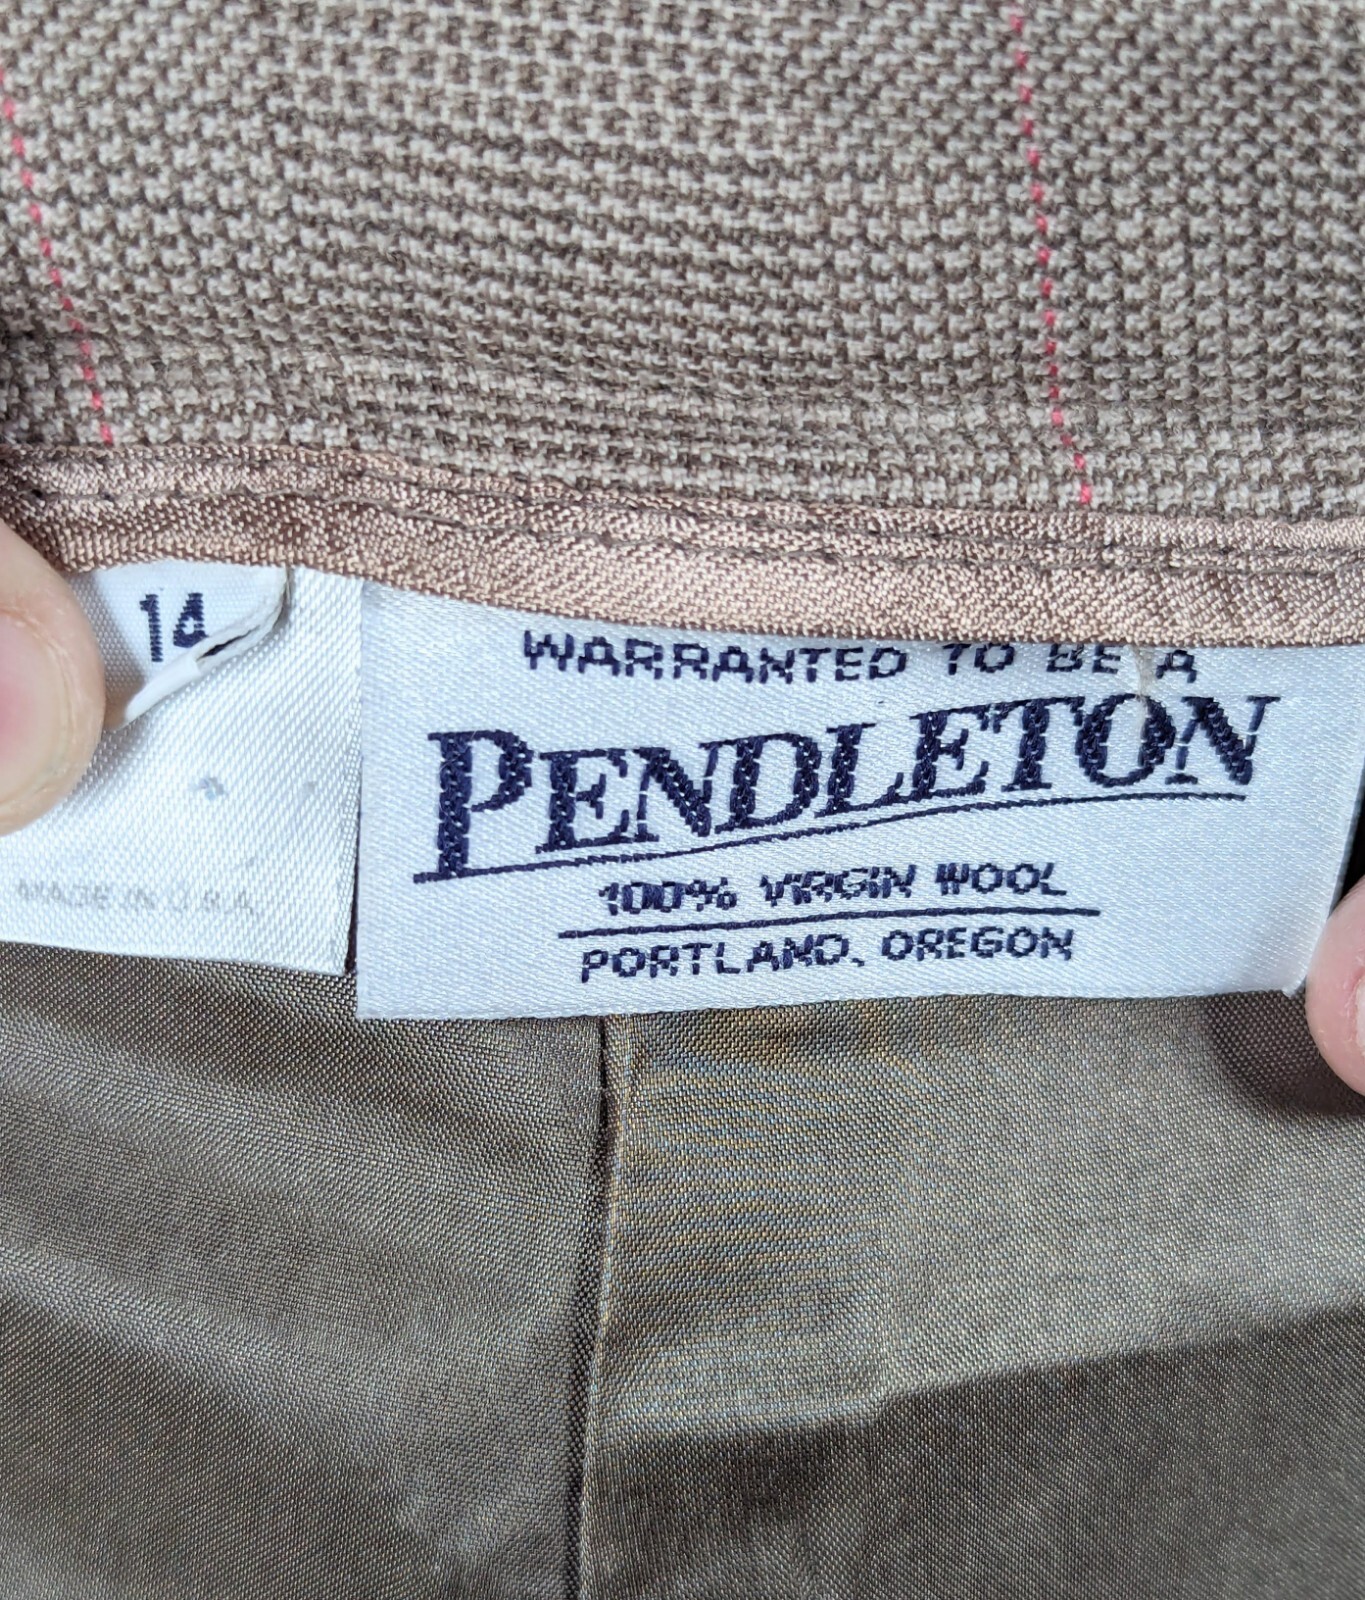 14
MADE IN U.S.A.
WARRANTED TO BE A
PENDLETON
100% VIRGIN WOOL
PORTLAND, OREGON